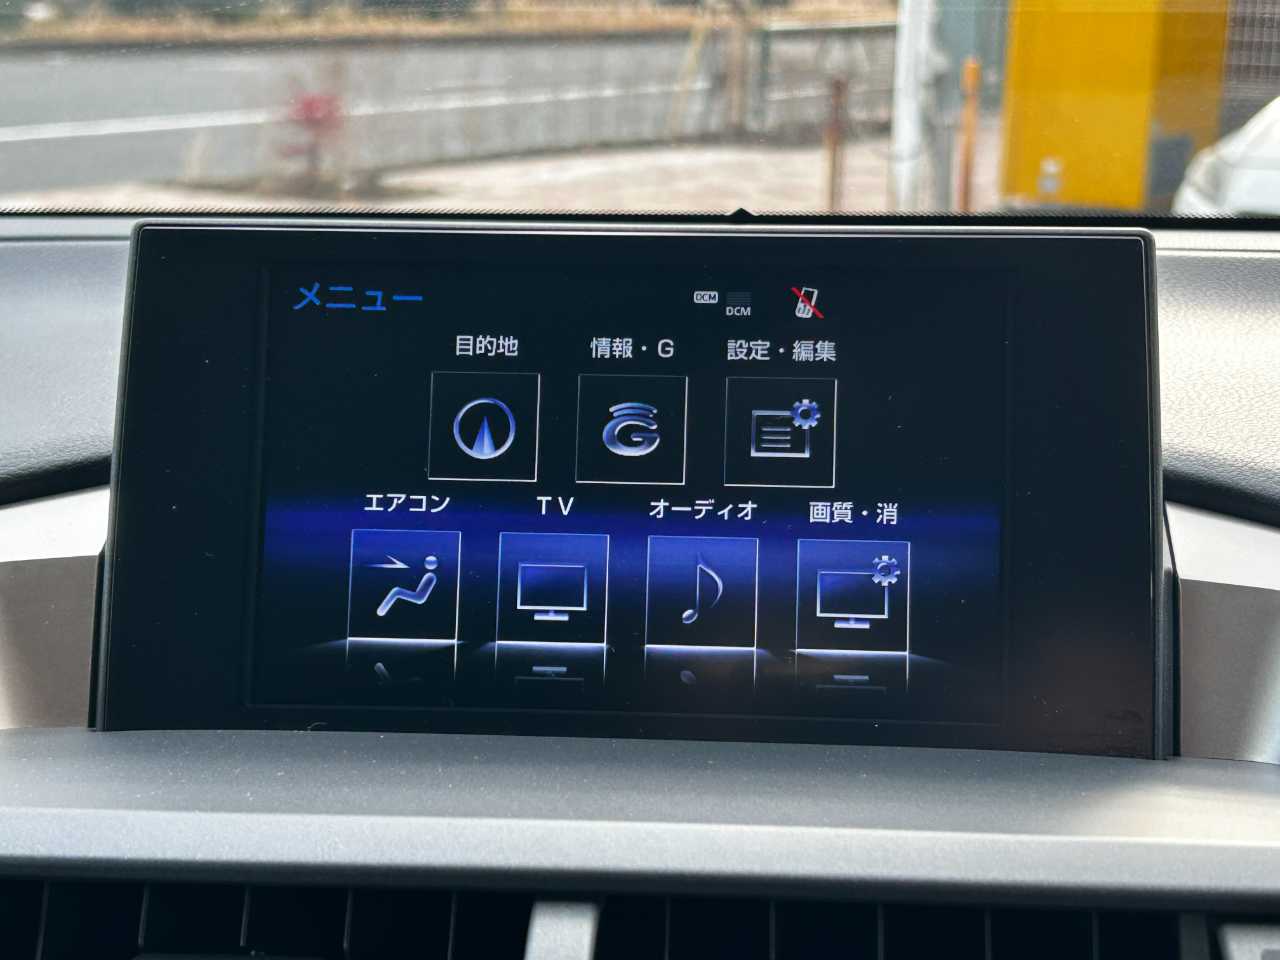 メニュー
DCM
DCM
目的地 情報・G 設定・編集
G
エアコン TV オーディオ 画質・消